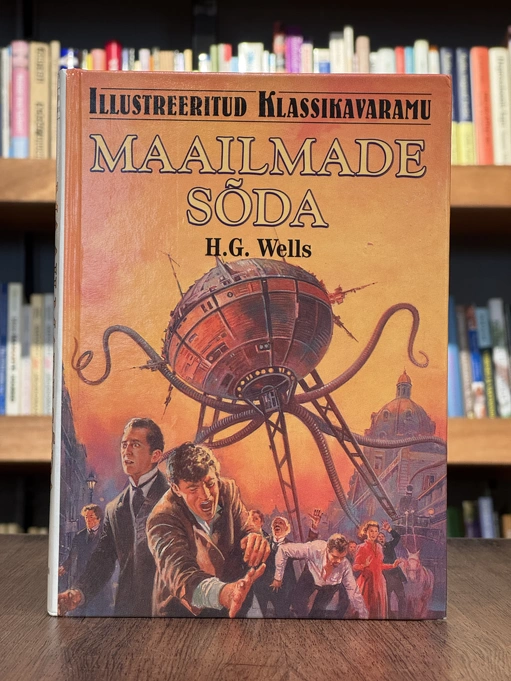 ILLUSTREERITUD KLASSIKAVARAMU
MAAILMADE
SÕDA
H.G. Wells